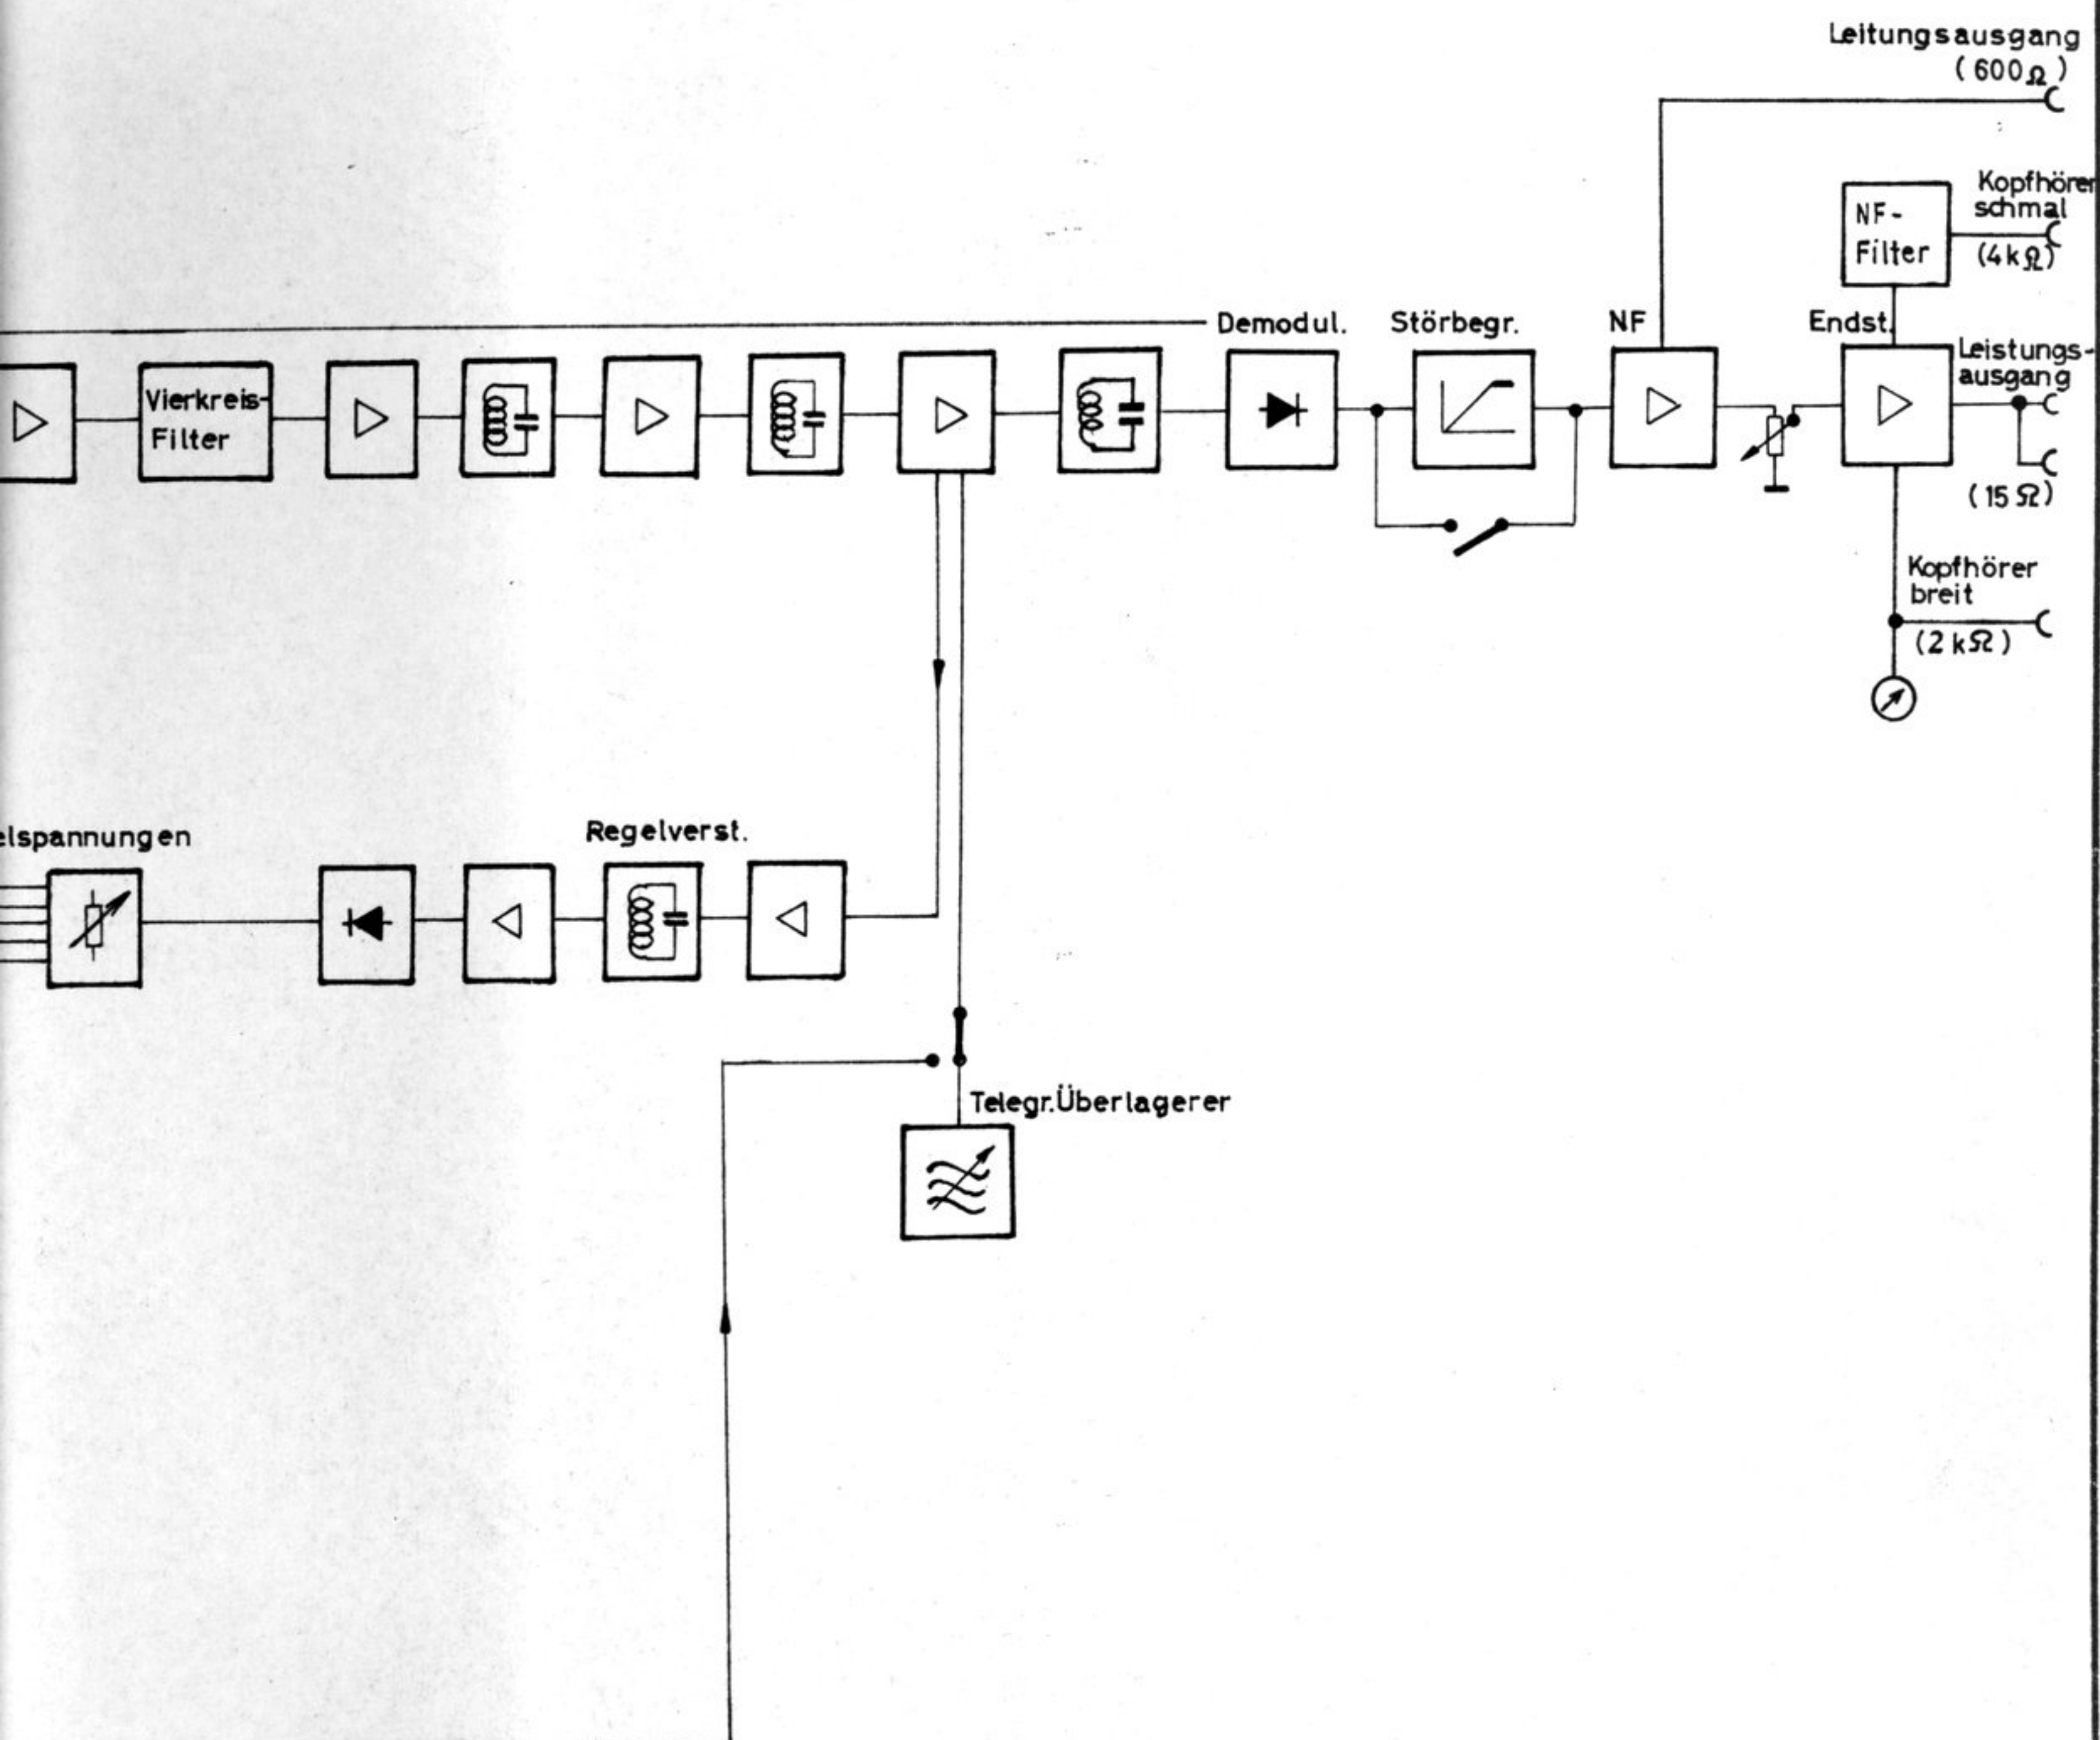 Leitungsausgang
(600Ω)
Kopfhörer
schmal
(4kΩ)
NF-
Filter
Demodul.
Störbegr.
NF
Endst.
Leistungs-
ausgang
(15Ω)
Vierkreis-
Filter
Kopfhörer
breit
(2kΩ)
elspannungen
Regelverst.
Telegr.Überlagerer